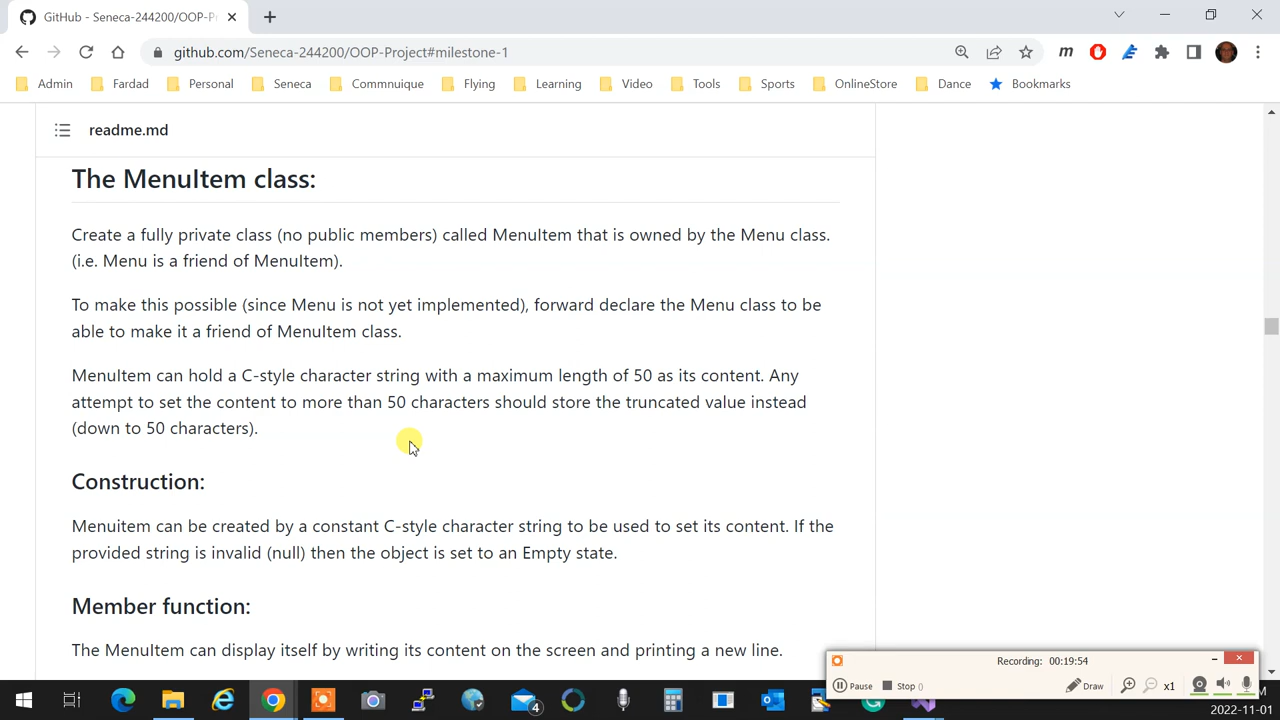 GitHub - Seneca-244200/OOP-P
github.com/Seneca-244200/OOP-Project#milestone-1
Admin Fardad Personal Seneca Commnuique Flying Learning Video Tools Sports OnlineStore Dance Bookmarks
readme.md
The MenuItem class:
Create a fully private class (no public members) called MenuItem that is owned by the Menu class.
(i.e. Menu is a friend of MenuItem).
To make this possible (since Menu is not yet implemented), forward declare the Menu class to be
able to make it a friend of MenuItem class.
MenuItem can hold a C-style character string with a maximum length of 50 as its content. Any
attempt to set the content to more than 50 characters should store the truncated value instead
(down to 50 characters).
Construction:
Menuitem can be created by a constant C-style character string to be used to set its content. If the
provided string is invalid (null) then the object is set to an Empty state.
Member function:
The MenuItem can display itself by writing its content on the screen and printing a new line.
Recording: 00:19:54
Pause Stop () Draw x1
4
2022-11-01